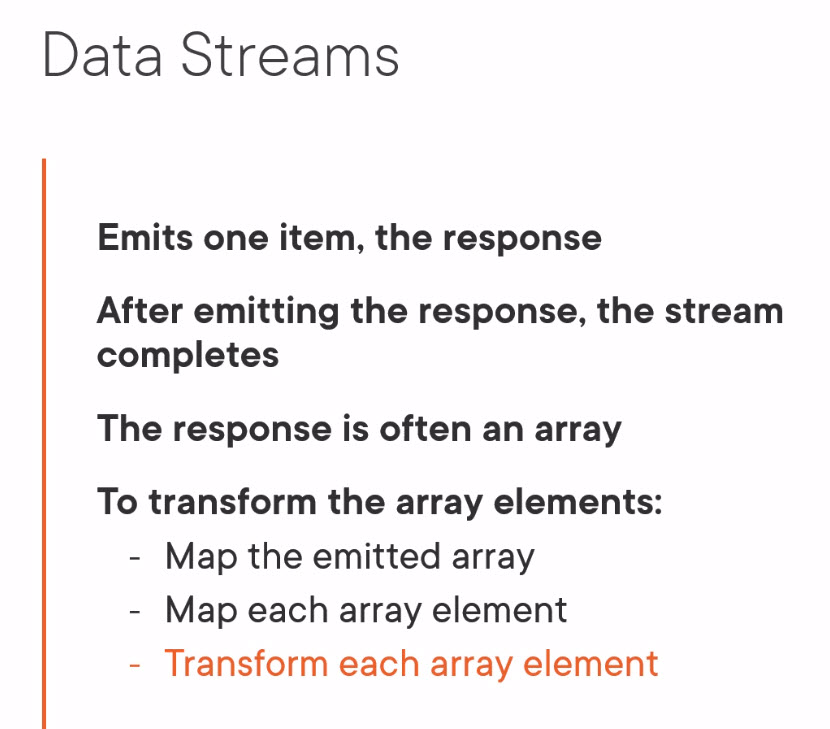 Data Streams
Emits one item, the response
After emitting the response, the stream
completes
The response is often an array
To transform the array elements:
- Map the emitted array
- Map each array element
- Transform each array element